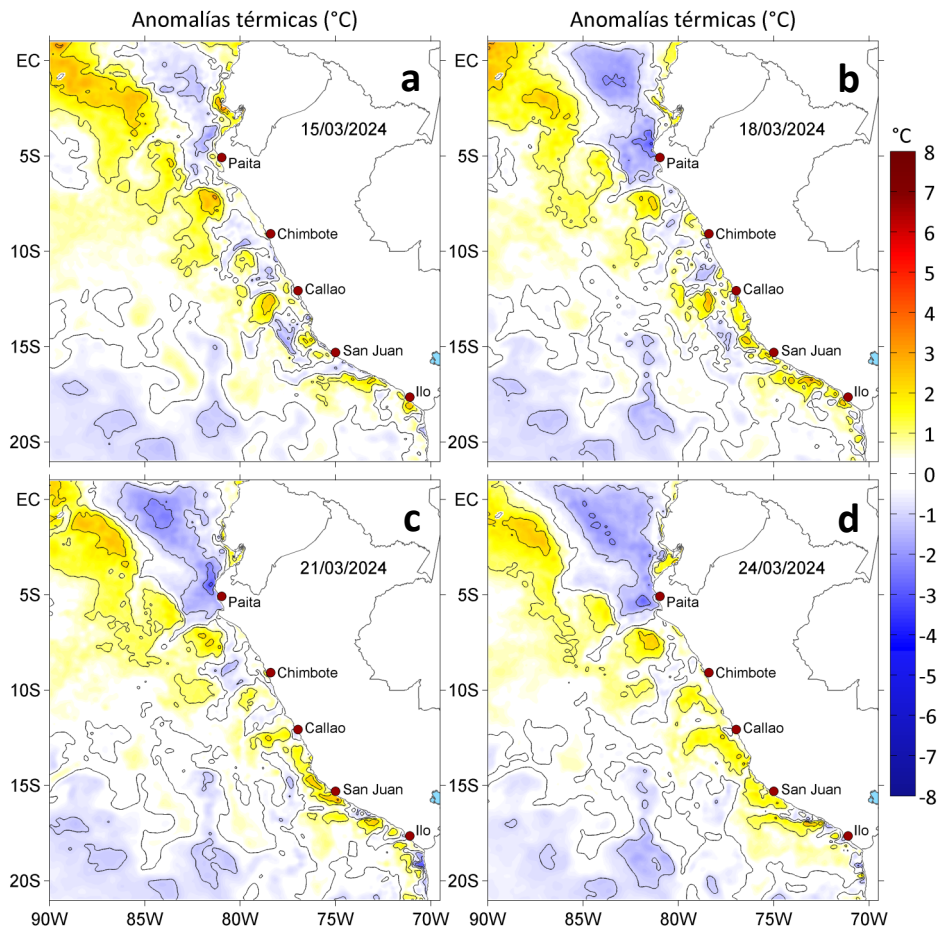 Anomalías térmicas (°C)
Anomalías térmicas (°C)
EC
a
15/03/2024
5S
Paita
10S
Chimbote
Callao
15S
San Juan
Ilo
20S
EC
b
18/03/2024
5S
Paita
10S
Chimbote
Callao
15S
San Juan
Ilo
20S
°C
8
7
6
5
4
3
2
1
0
-1
-2
-3
-4
-5
-6
-7
-8
EC
c
21/03/2024
5S
Paita
10S
Chimbote
Callao
15S
San Juan
Ilo
20S
90W 85W 80W 75W 70W
EC
d
24/03/2024
5S
Paita
10S
Chimbote
Callao
15S
San Juan
Ilo
20S
90W 85W 80W 75W 70W